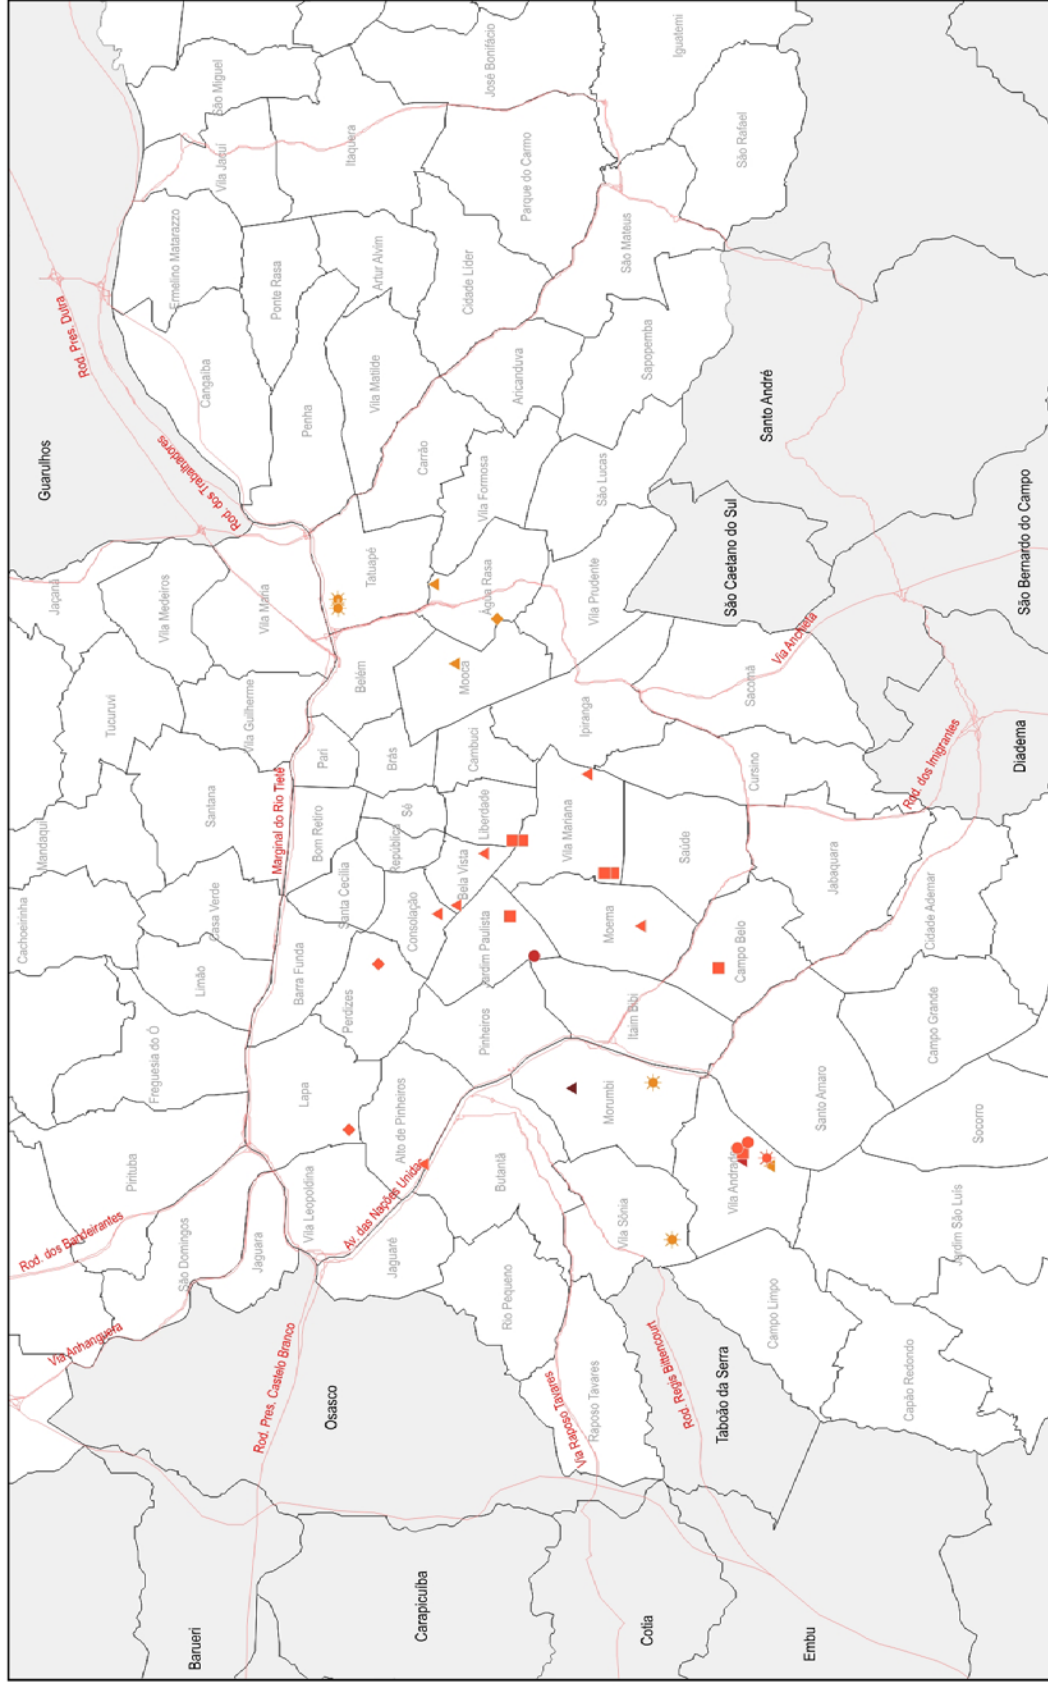 Guarulhos
Rod. Pres. Dutra
Rod. dos Trabalhadores
Jaçanã
Mandaqui
Cachoeirinha
Tucuruvi
Vila Medeiros
Cangaíba
Ermelino Matarazzo
Vila Jacuí
São Miguel
Ponte Rasa
Itaquera
José Bonifácio
Iguatemi
Artur Alvim
Penha
Vila Matilde
Cidade Líder
Parque do Carmo
São Rafael
São Mateus
Sapopemba
Aricanduva
Carrão
Vila Formosa
São Lucas
Tatuapé
Vila Maria
Vila Guilherme
Santana
Casa Verde
Limão
Freguesia do Ó
Pirituba
Rod. dos Bandeirantes
São Domingos
Via Anhanguera
Jaguara
Vila Leopoldina
Lapa
Marginal do Rio Tietê
Barra Funda
Bom Retiro
Pari
Belém
Brás
Santa Cecília
República
Sé
Cambuci
Mooca
Água Rasa
Vila Prudente
Perdizes
Consolação
Bela Vista
Liberdade
Ipiranga
Alto de Pinheiros
Pinheiros
Jardim Paulista
Vila Mariana
Jaguaré
Av. das Nações Unidas
Butantã
Rio Pequeno
Morumbi
Itaim Bibi
Moema
Saúde
Cursino
Sacomã
Via Anchieta
Vila Sônia
Vila Andrade
Campo Belo
Jabaquara
Rod. dos Imigrantes
Raposo Tavares
Via Raposo Tavares
Rod. Regis Bittencourt
Rod. Pres. Castelo Branco
Campo Limpo
Santo Amaro
Campo Grande
Cidade Ademar
Capão Redondo
Jardim São Luís
Socorro
Barueri
Osasco
Carapicuíba
Cotia
Embu
Taboão da Serra
Diadema
São Caetano do Sul
Santo André
São Bernardo do Campo